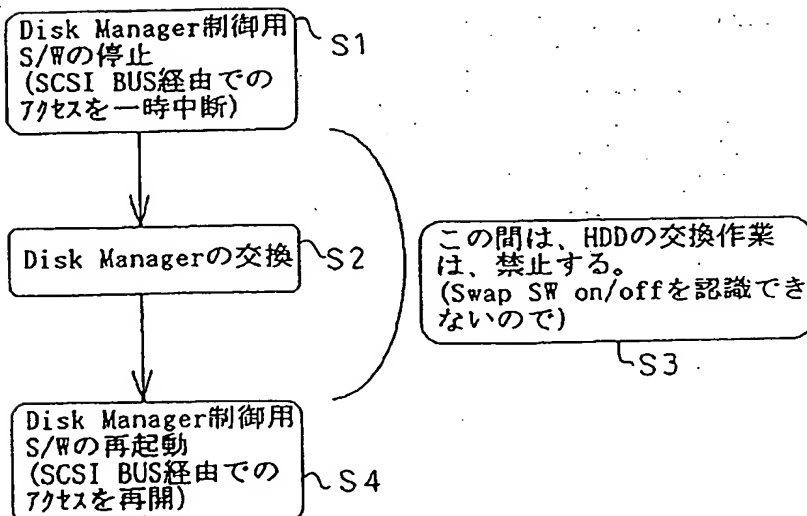 Disk Manager制御用
S/Wの停止
(SCSI BUS経由での
ｱｸｾｽを一時中断)
S1
Disk Managerの交換
S2
この間は、HDDの交換作業
は、禁止する。
(Swap SW on/offを認識でき
ないので)
S3
Disk Manager制御用
S/Wの再起動
(SCSI BUS経由での
ｱｸｾｽを再開)
S4